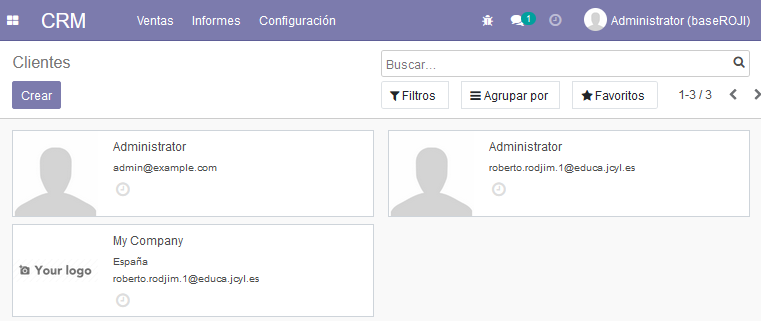 CRM Ventas Informes Configuración 1 Administrator (baseROJI)
Clientes
Buscar...
Crear Filtros Agrupar por Favoritos 1-3 / 3
Administrator
admin@example.com
Administrator
roberto.rodjim.1@educa.jcyl.es
Your logo
My Company
España
roberto.rodjim.1@educa.jcyl.es